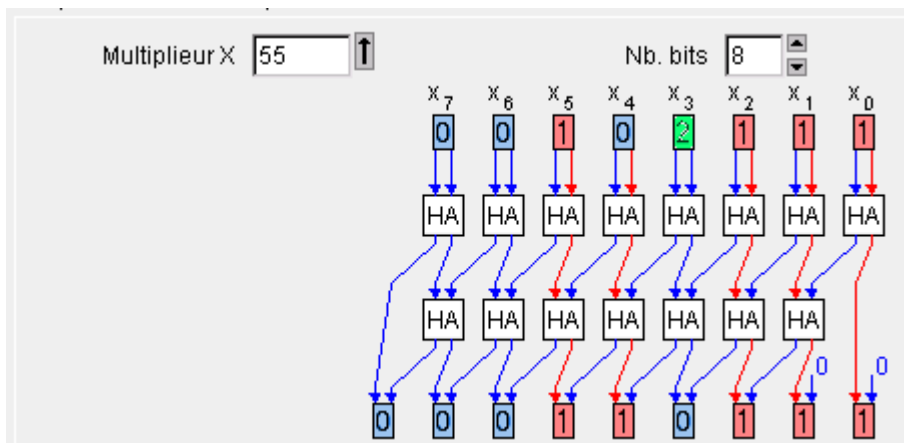 Multiplieur X 55 Nb. bits 8
x7 x6 x5 x4 x3 x2 x1 x0
0 0 1 0 2 1 1 1
HA HA HA HA HA HA HA HA
HA HA HA HA HA HA HA
0 0
0 0 0 1 1 0 1 1 1